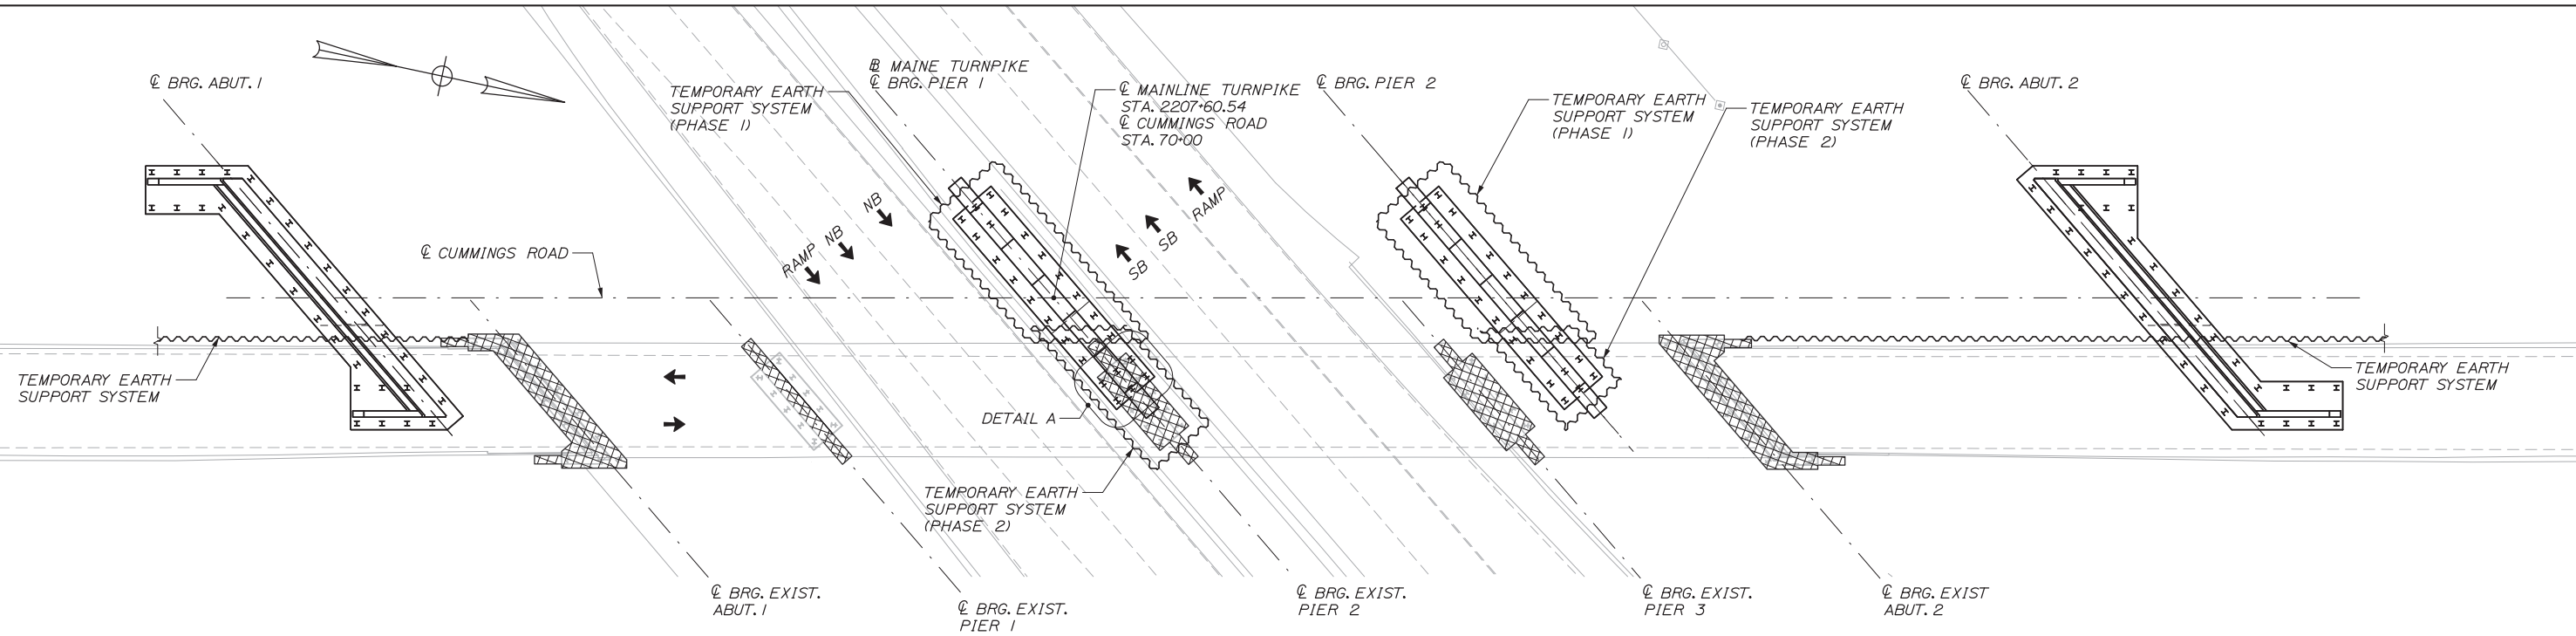 ℄ BRG. ABUT. 1
TEMPORARY EARTH
SUPPORT SYSTEM
(PHASE 1)
℄ MAINE TURNPIKE
℄ BRG. PIER 1
℄ MAINLINE TURNPIKE
STA. 2207+60.54
℄ CUMMINGS ROAD
STA. 70+00
℄ BRG. PIER 2
TEMPORARY EARTH
SUPPORT SYSTEM
(PHASE 1)
TEMPORARY EARTH
SUPPORT SYSTEM
(PHASE 2)
℄ BRG. ABUT. 2
℄ CUMMINGS ROAD
NB
NB
RAMP
RAMP
SB
SB
TEMPORARY EARTH
SUPPORT SYSTEM
DETAIL A
TEMPORARY EARTH
SUPPORT SYSTEM
(PHASE 2)
TEMPORARY EARTH
SUPPORT SYSTEM
℄ BRG. EXIST.
ABUT. 1
℄ BRG. EXIST.
PIER 1
℄ BRG. EXIST.
PIER 2
℄ BRG. EXIST.
PIER 3
℄ BRG. EXIST
ABUT. 2